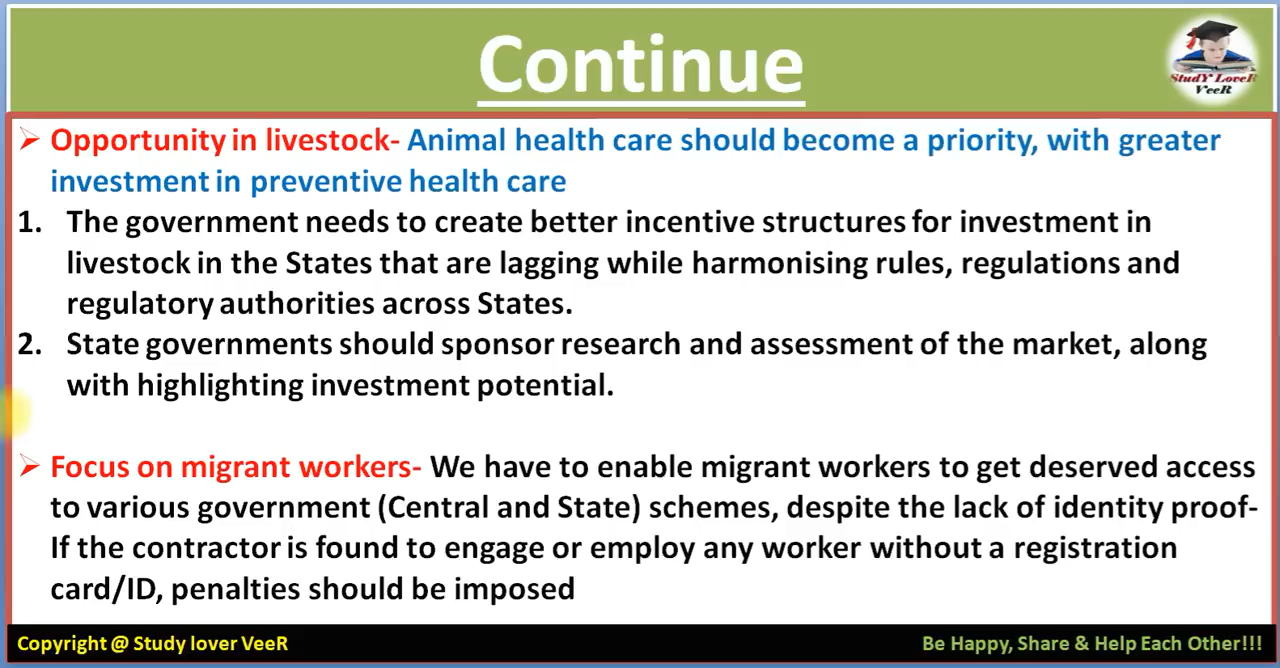 Continue
StudY LoveR
VeeR
➢ Opportunity in livestock- Animal health care should become a priority, with greater
investment in preventive health care
1. The government needs to create better incentive structures for investment in
livestock in the States that are lagging while harmonising rules, regulations and
regulatory authorities across States.
2. State governments should sponsor research and assessment of the market, along
with highlighting investment potential.
➢ Focus on migrant workers- We have to enable migrant workers to get deserved access
to various government (Central and State) schemes, despite the lack of identity proof-
If the contractor is found to engage or employ any worker without a registration
card/ID, penalties should be imposed
Copyright @ Study lover VeeR
Be Happy, Share & Help Each Other!!!